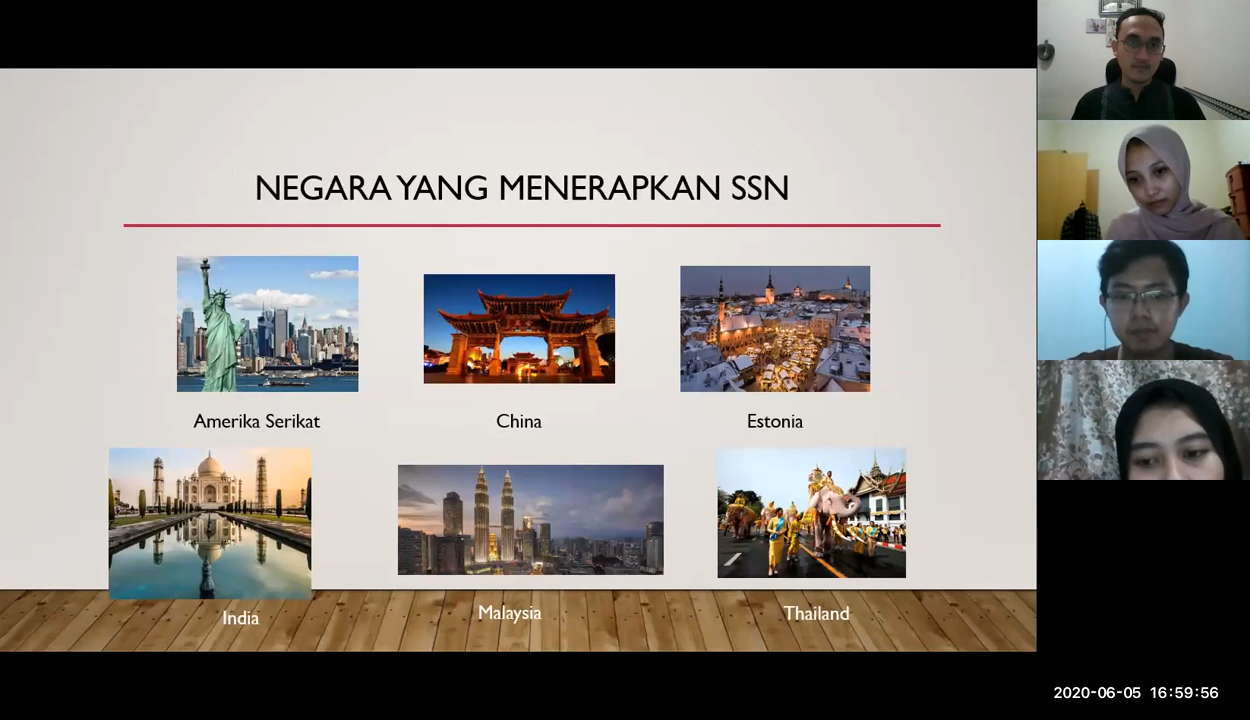 NEGARA YANG MENERAPKAN SSN
Amerika Serikat
China
Estonia
India
Malaysia
Thailand
2020-06-05 16:59:56